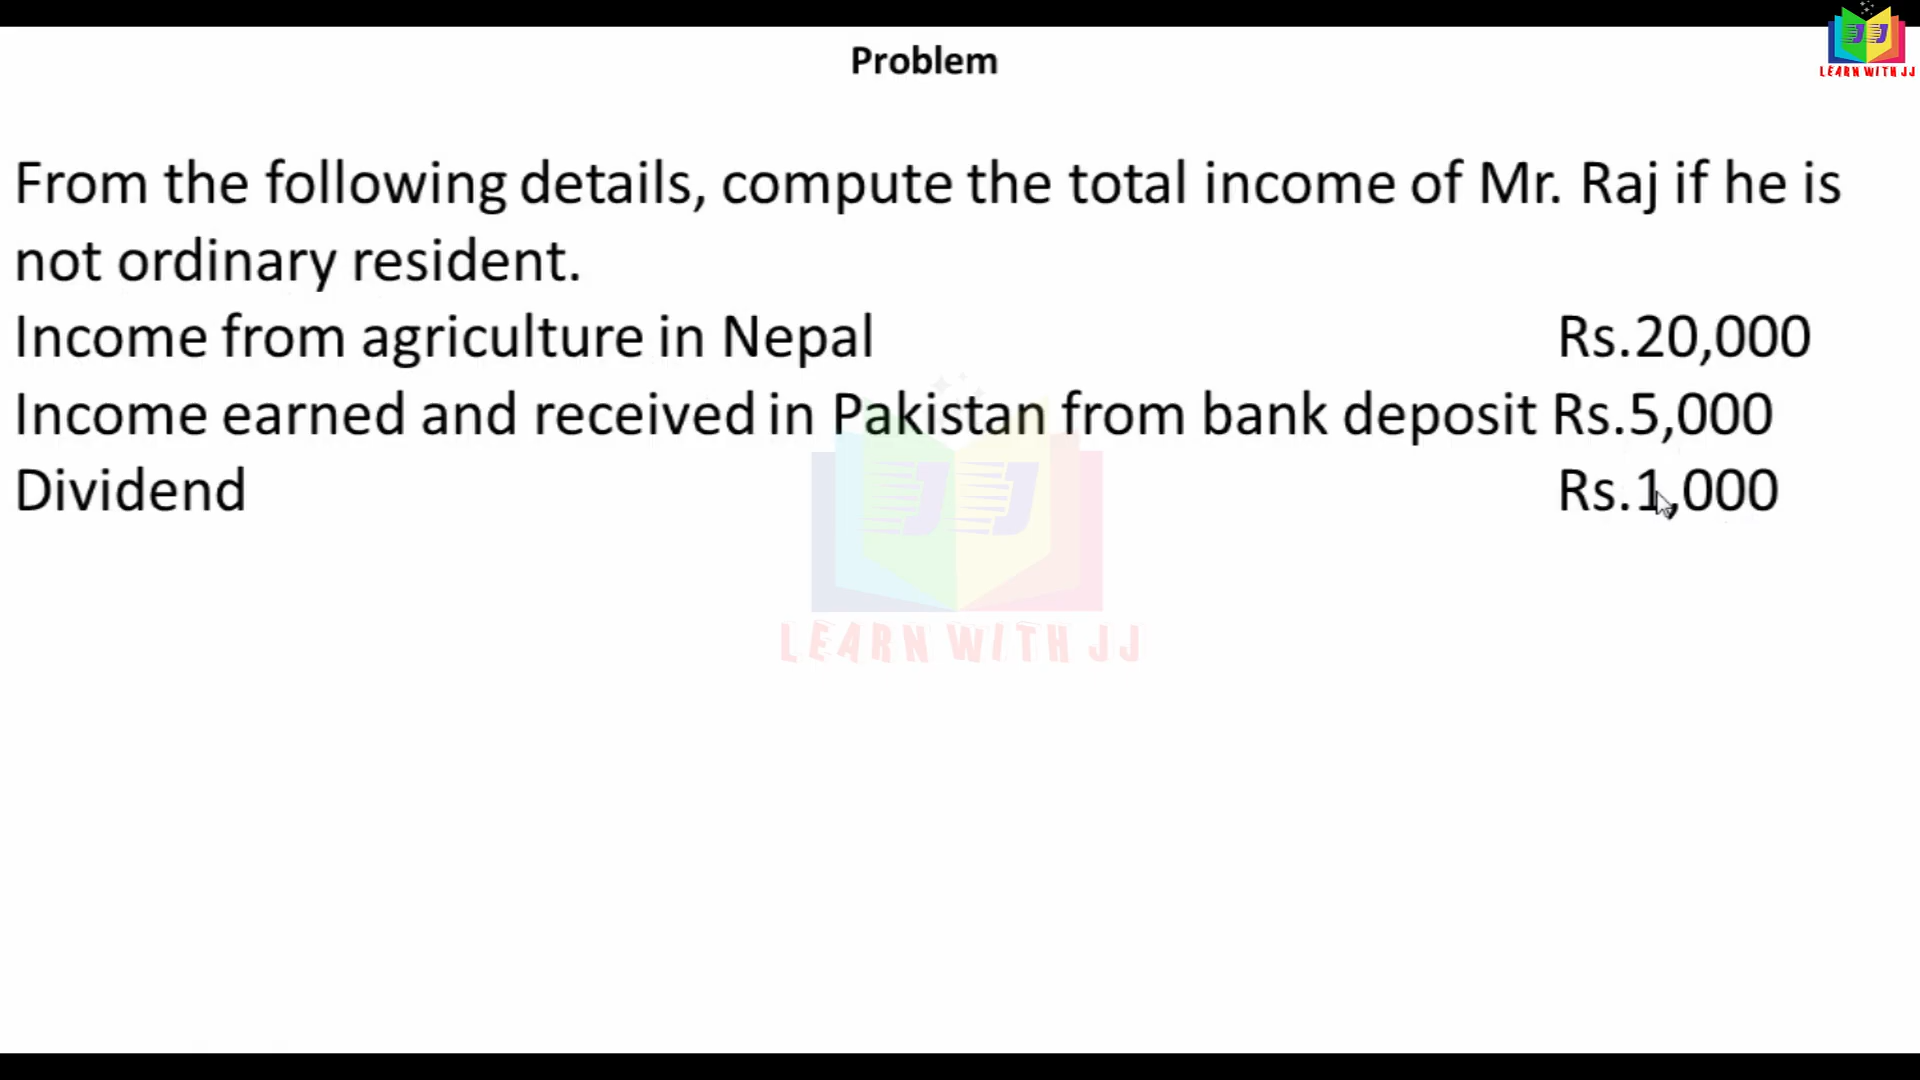 Problem
LEARN WITH JJ
From the following details, compute the total income of Mr. Raj if he is
not ordinary resident.
Income from agriculture in Nepal Rs.20,000
Income earned and received in Pakistan from bank deposit Rs.5,000
Dividend Rs.1,000
JJ
LEARN WITH JJ